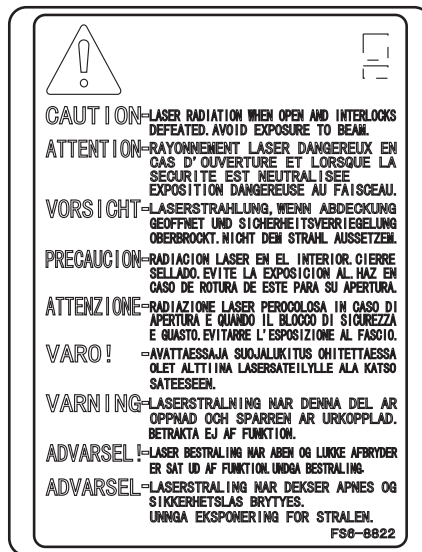 CAUTION-LASER RADIATION WHEN OPEN AND INTERLOCKS
DEFEATED. AVOID EXPOSURE TO BEAM.
ATTENTION-RAYONNEMENT LASER DANGEREUX EN
CAS D'OUVERTURE ET LORSQUE LA
SECURITE EST NEUTRALISEE
EXPOSITION DANGEREUSE AU FAISCEAU.
VORSICHT-LASERSTRAHLUNG, WENN ABDECKUNG
GEOFFNET UND SICHERHEITSVERRIEGELUNG
OBERBROCKT. NICHT DEM STRAHL AUSSETZEM.
PRECAUCION-RADIACION LASER EN EL INTERIOR. CIERRE
SELLADO. EVITE LA EXPOSICION AL. HAZ EN
CASO DE ROTURA DE ESTE PARA SU APERTURA.
ATTENZIONE-RADIAZIONE LASER PEROCOLOSA IN CASO DI
APERTURA E QUANDO IL BLOCCO DI SICUREZZA
E GUASTO. EVITARRE L'ESPOSIZIONE AL FASCIO.
VARO! -AVATTAESSAJA SUOJALUKITUS OHITETTAESSA
OLET ALTTIINA LASERSATEILYLLE ALA KATSO
SATEESEEN.
VARNING-LASERSTRALNING NAR DENNA DEL AR
OPPNAD OCH SPARREN AR URKOPPLAD.
BETRAKTA EJ AF FUNKTION.
ADVARSEL!-LASER BESTRALING NAR ABEN OG LUKKE AFBRYDER
ER SAT UD AF FUNKTION. UNDGA BESTRALING.
ADVARSEL-LASERSTRALING NAR DEKSER APNES OG
SIKKERHETSLAS BRYTYES.
UNNGA EKSPONERING FOR STRALEN.
FS6-8822